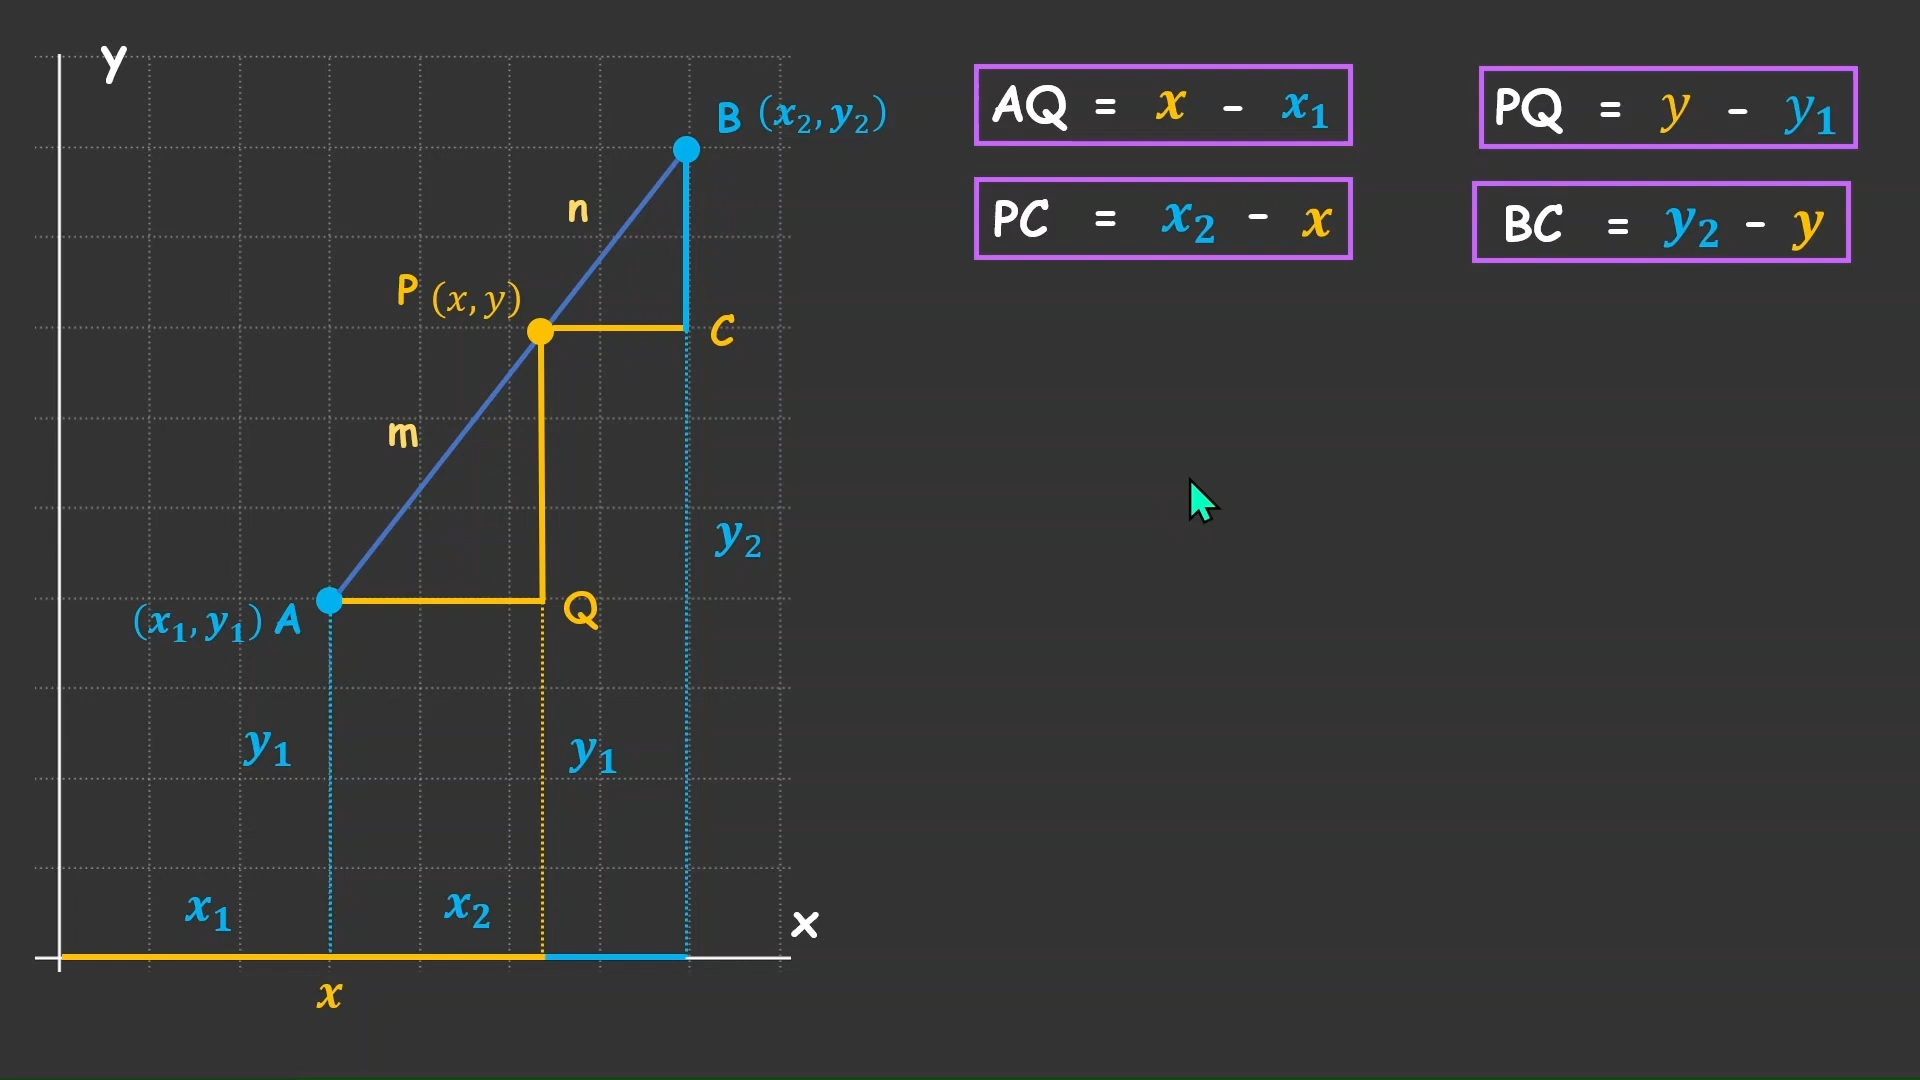 y
B (x₂, y₂)
n
P (x, y)
C
m
y₂
(x₁, y₁) A
Q
y₁
y₁
x₁
x₂
x
x
AQ = x - x₁
PQ = y - y₁
PC = x₂ - x
BC = y₂ - y